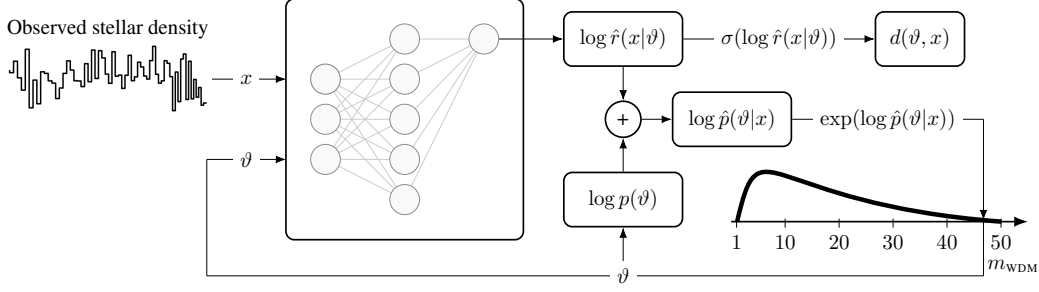 Observed stellar density
log r̂(x|ϑ)
σ(log r̂(x|ϑ))
d(ϑ, x)
x
+
log p̂(ϑ|x)
exp(log p̂(ϑ|x))
ϑ
log p(ϑ)
1 10 20 30 40 50
m_WDM
ϑ